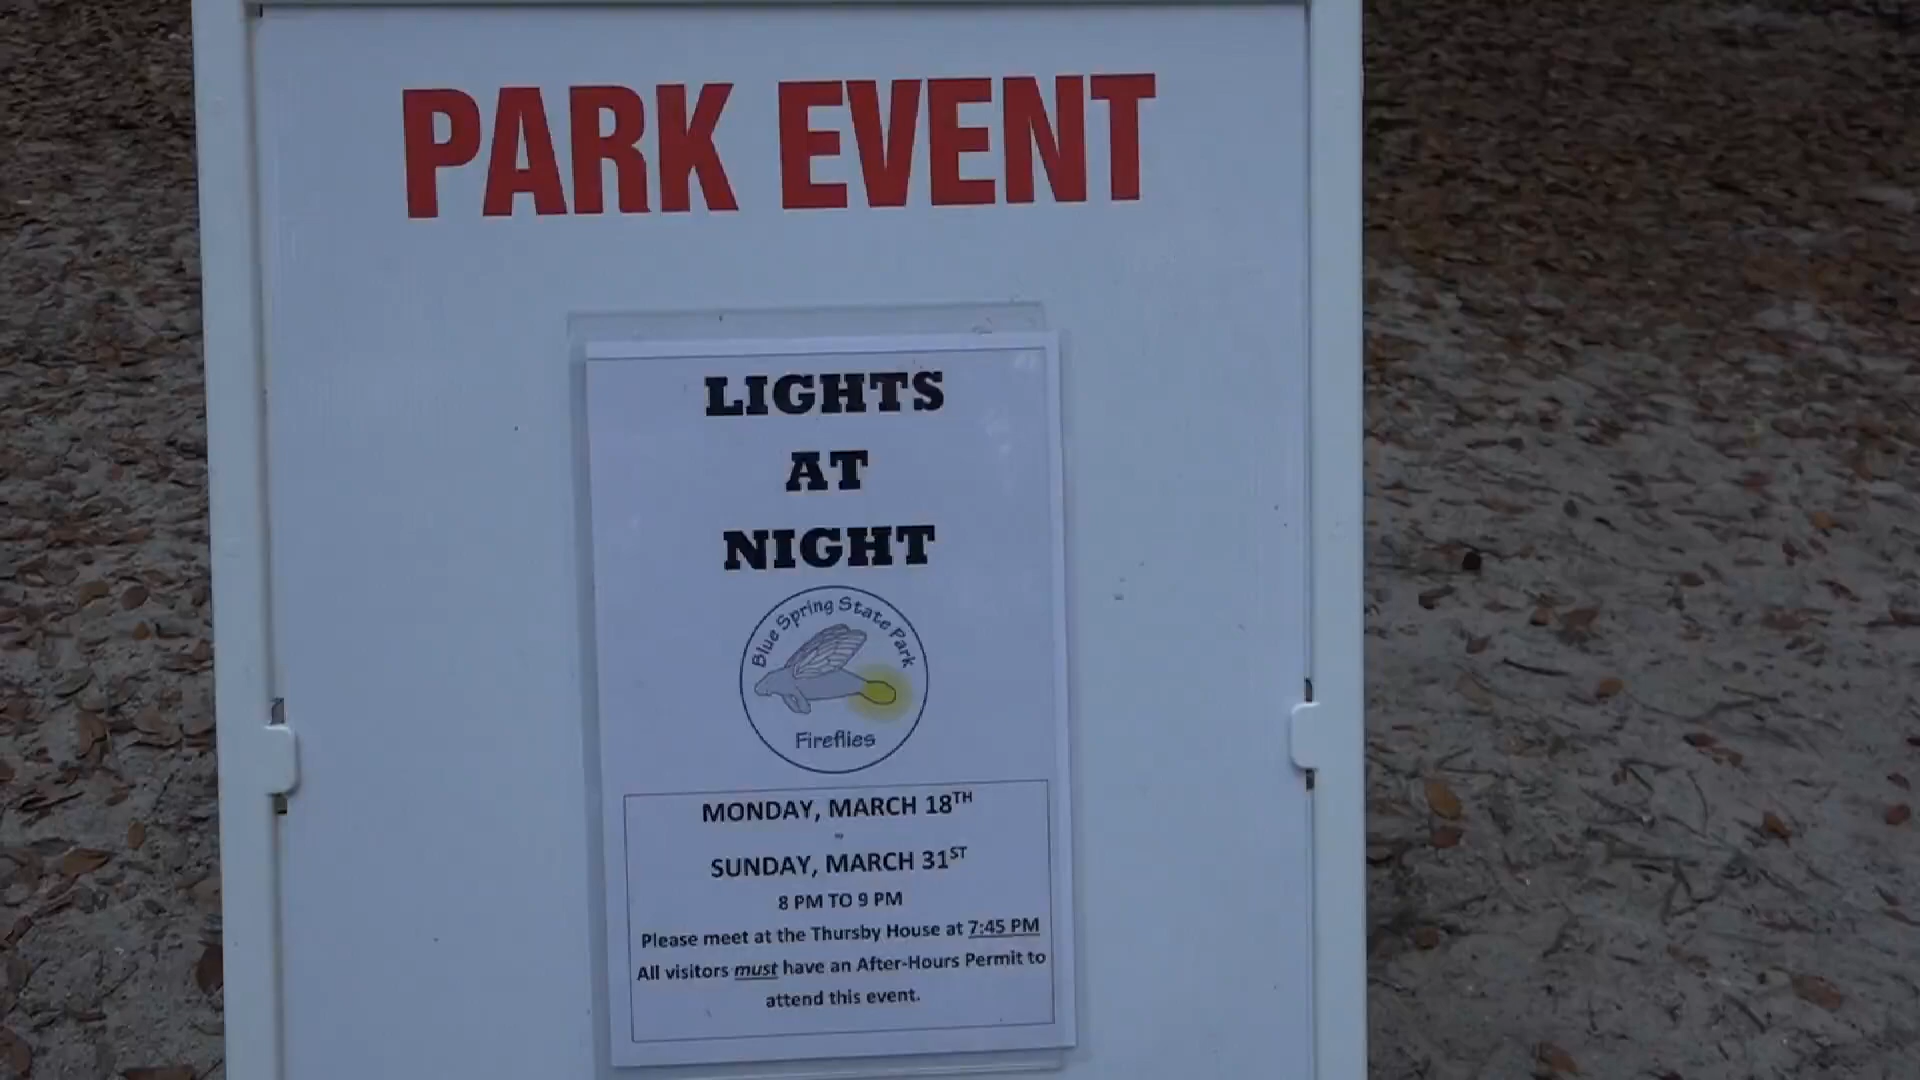 PARK EVENT
LIGHTS
AT
NIGHT
Blue Spring State Park
Fireflies
MONDAY, MARCH 18TH
~
SUNDAY, MARCH 31ST
8 PM TO 9 PM
Please meet at the Thursby House at 7:45 PM
All visitors must have an After-Hours Permit to
attend this event.